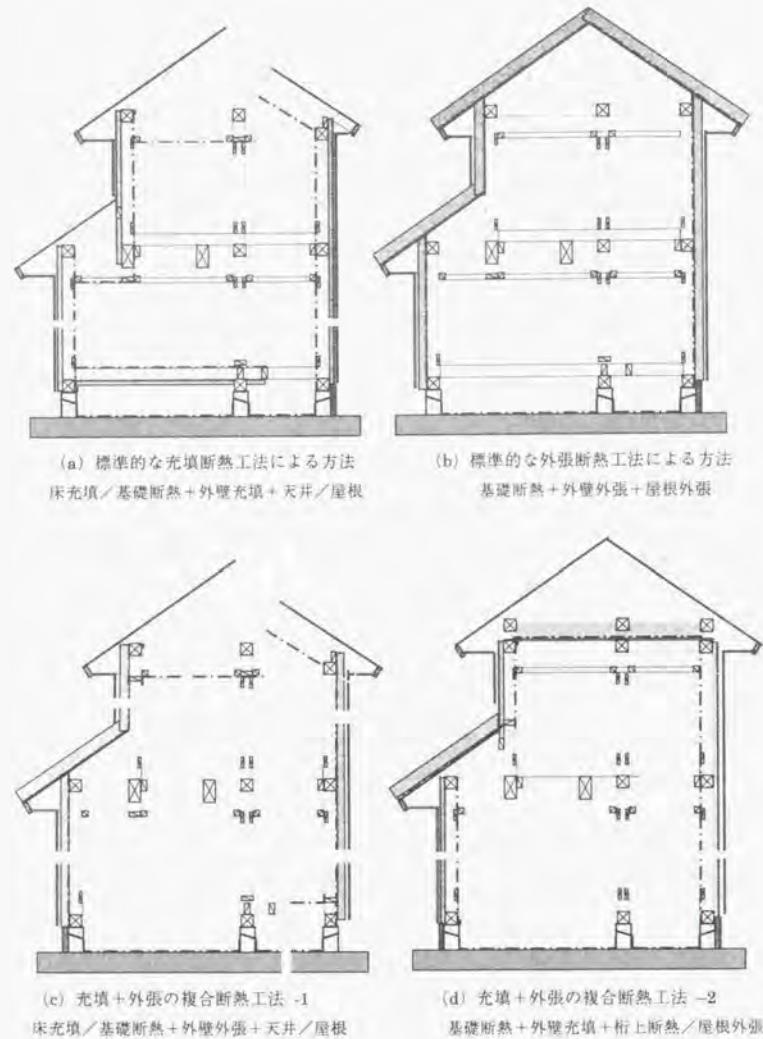 (a) 標準的な充填断熱工法による方法
床充填／基礎断熱＋外壁充填＋天井／屋根
(b) 標準的な外張断熱工法による方法
基礎断熱＋外壁外張＋屋根外張
(c) 充填＋外張の複合断熱工法 -1
床充填／基礎断熱＋外壁外張＋天井／屋根
(d) 充填＋外張の複合断熱工法 –2
基礎断熱＋外壁充填＋桁上断熱／屋根外張